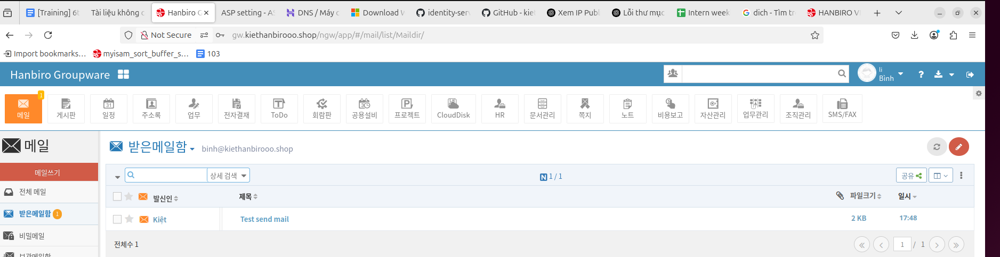 [Training] 6t
Tài liệu không c
Hanbiro G
ASP setting - AS
DNS / Máy c
Download W
identity-serv
GitHub - kiet
Xem IP Publ
Lỗi thư mục
Intern week
dich - Tìm tr
HANBIRO VI
Not Secure
gw.kiethanbirooo.shop/ngw/app/#/mail/list/Maildir/
Import bookmarks...
myisam_sort_buffer_s...
103
Hanbiro Groupware
li
Bình
?
1
메일
게시판
31
일정
주소록
업무
전자결재
ToDo
회람판
공용설비
프로젝트
CloudDisk
HR
문서관리
쪽지
노트
비용보고
자산관리
업무관리
조직관리
SMS/FAX
메일
받은메일함
binh@kiethanbirooo.shop
메일쓰기
상세 검색
N 1 / 1
공유
전체 메일
발신인
제목
파일크기
일시
받은메일함 1
Kiệt
Test send mail
2 KB
17:48
비밀메일
전체수 1
1 / 1
보관메일함